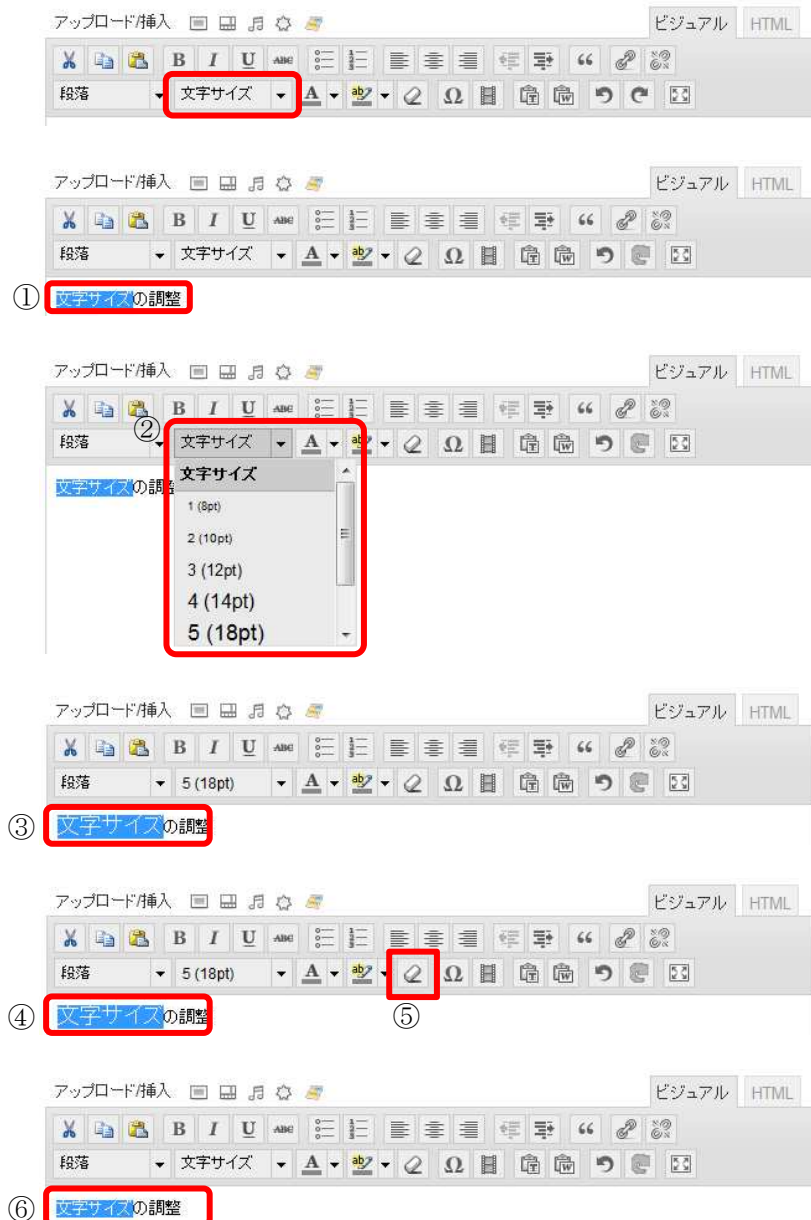 アップロード/挿入 ビジュアル HTML
B I U ABC
段落 文字サイズ A ab Ω T W
アップロード/挿入 ビジュアル HTML
B I U ABC
段落 文字サイズ A ab Ω T W
① 文字サイズの調整
アップロード/挿入 ビジュアル HTML
B I U ABC
②
段落 文字サイズ A ab Ω T W
文字サイズの調整
文字サイズ
1 (8pt)
2 (10pt)
3 (12pt)
4 (14pt)
5 (18pt)
アップロード/挿入 ビジュアル HTML
B I U ABC
段落 5 (18pt) A ab Ω T W
③ 文字サイズの調整
アップロード/挿入 ビジュアル HTML
B I U ABC
段落 5 (18pt) A ab Ω T W
④ 文字サイズの調整
⑤
アップロード/挿入 ビジュアル HTML
B I U ABC
段落 文字サイズ A ab Ω T W
⑥ 文字サイズの調整